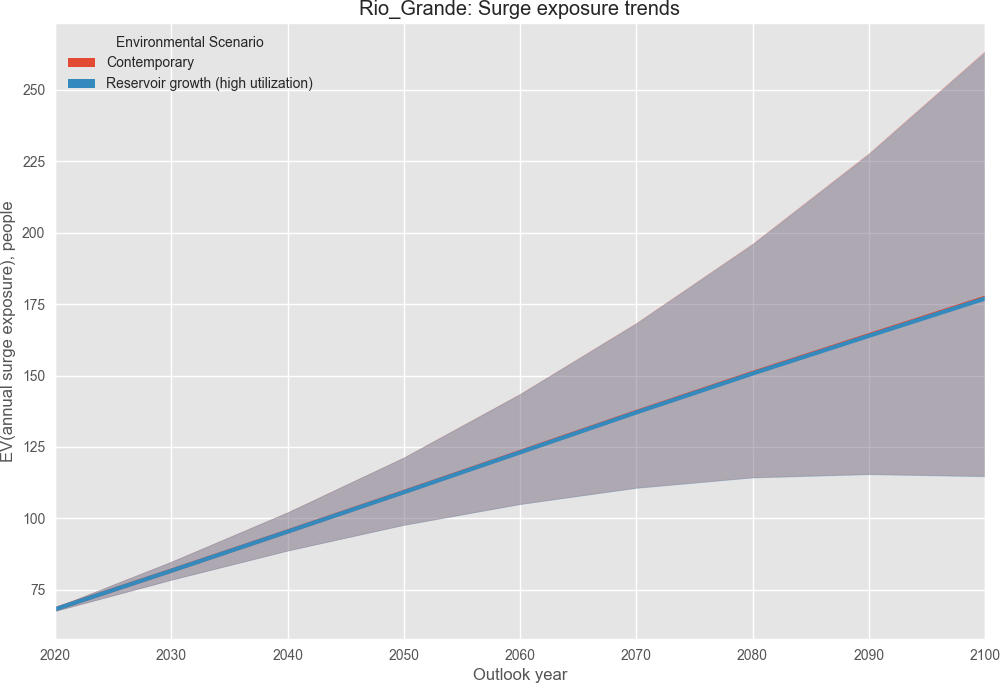 Rio_Grande: Surge exposure trends
Environmental Scenario
Contemporary
Reservoir growth (high utilization)
EV(annual surge exposure), people
250
225
200
175
150
125
100
75
2020 2030 2040 2050 2060 2070 2080 2090 2100
Outlook year